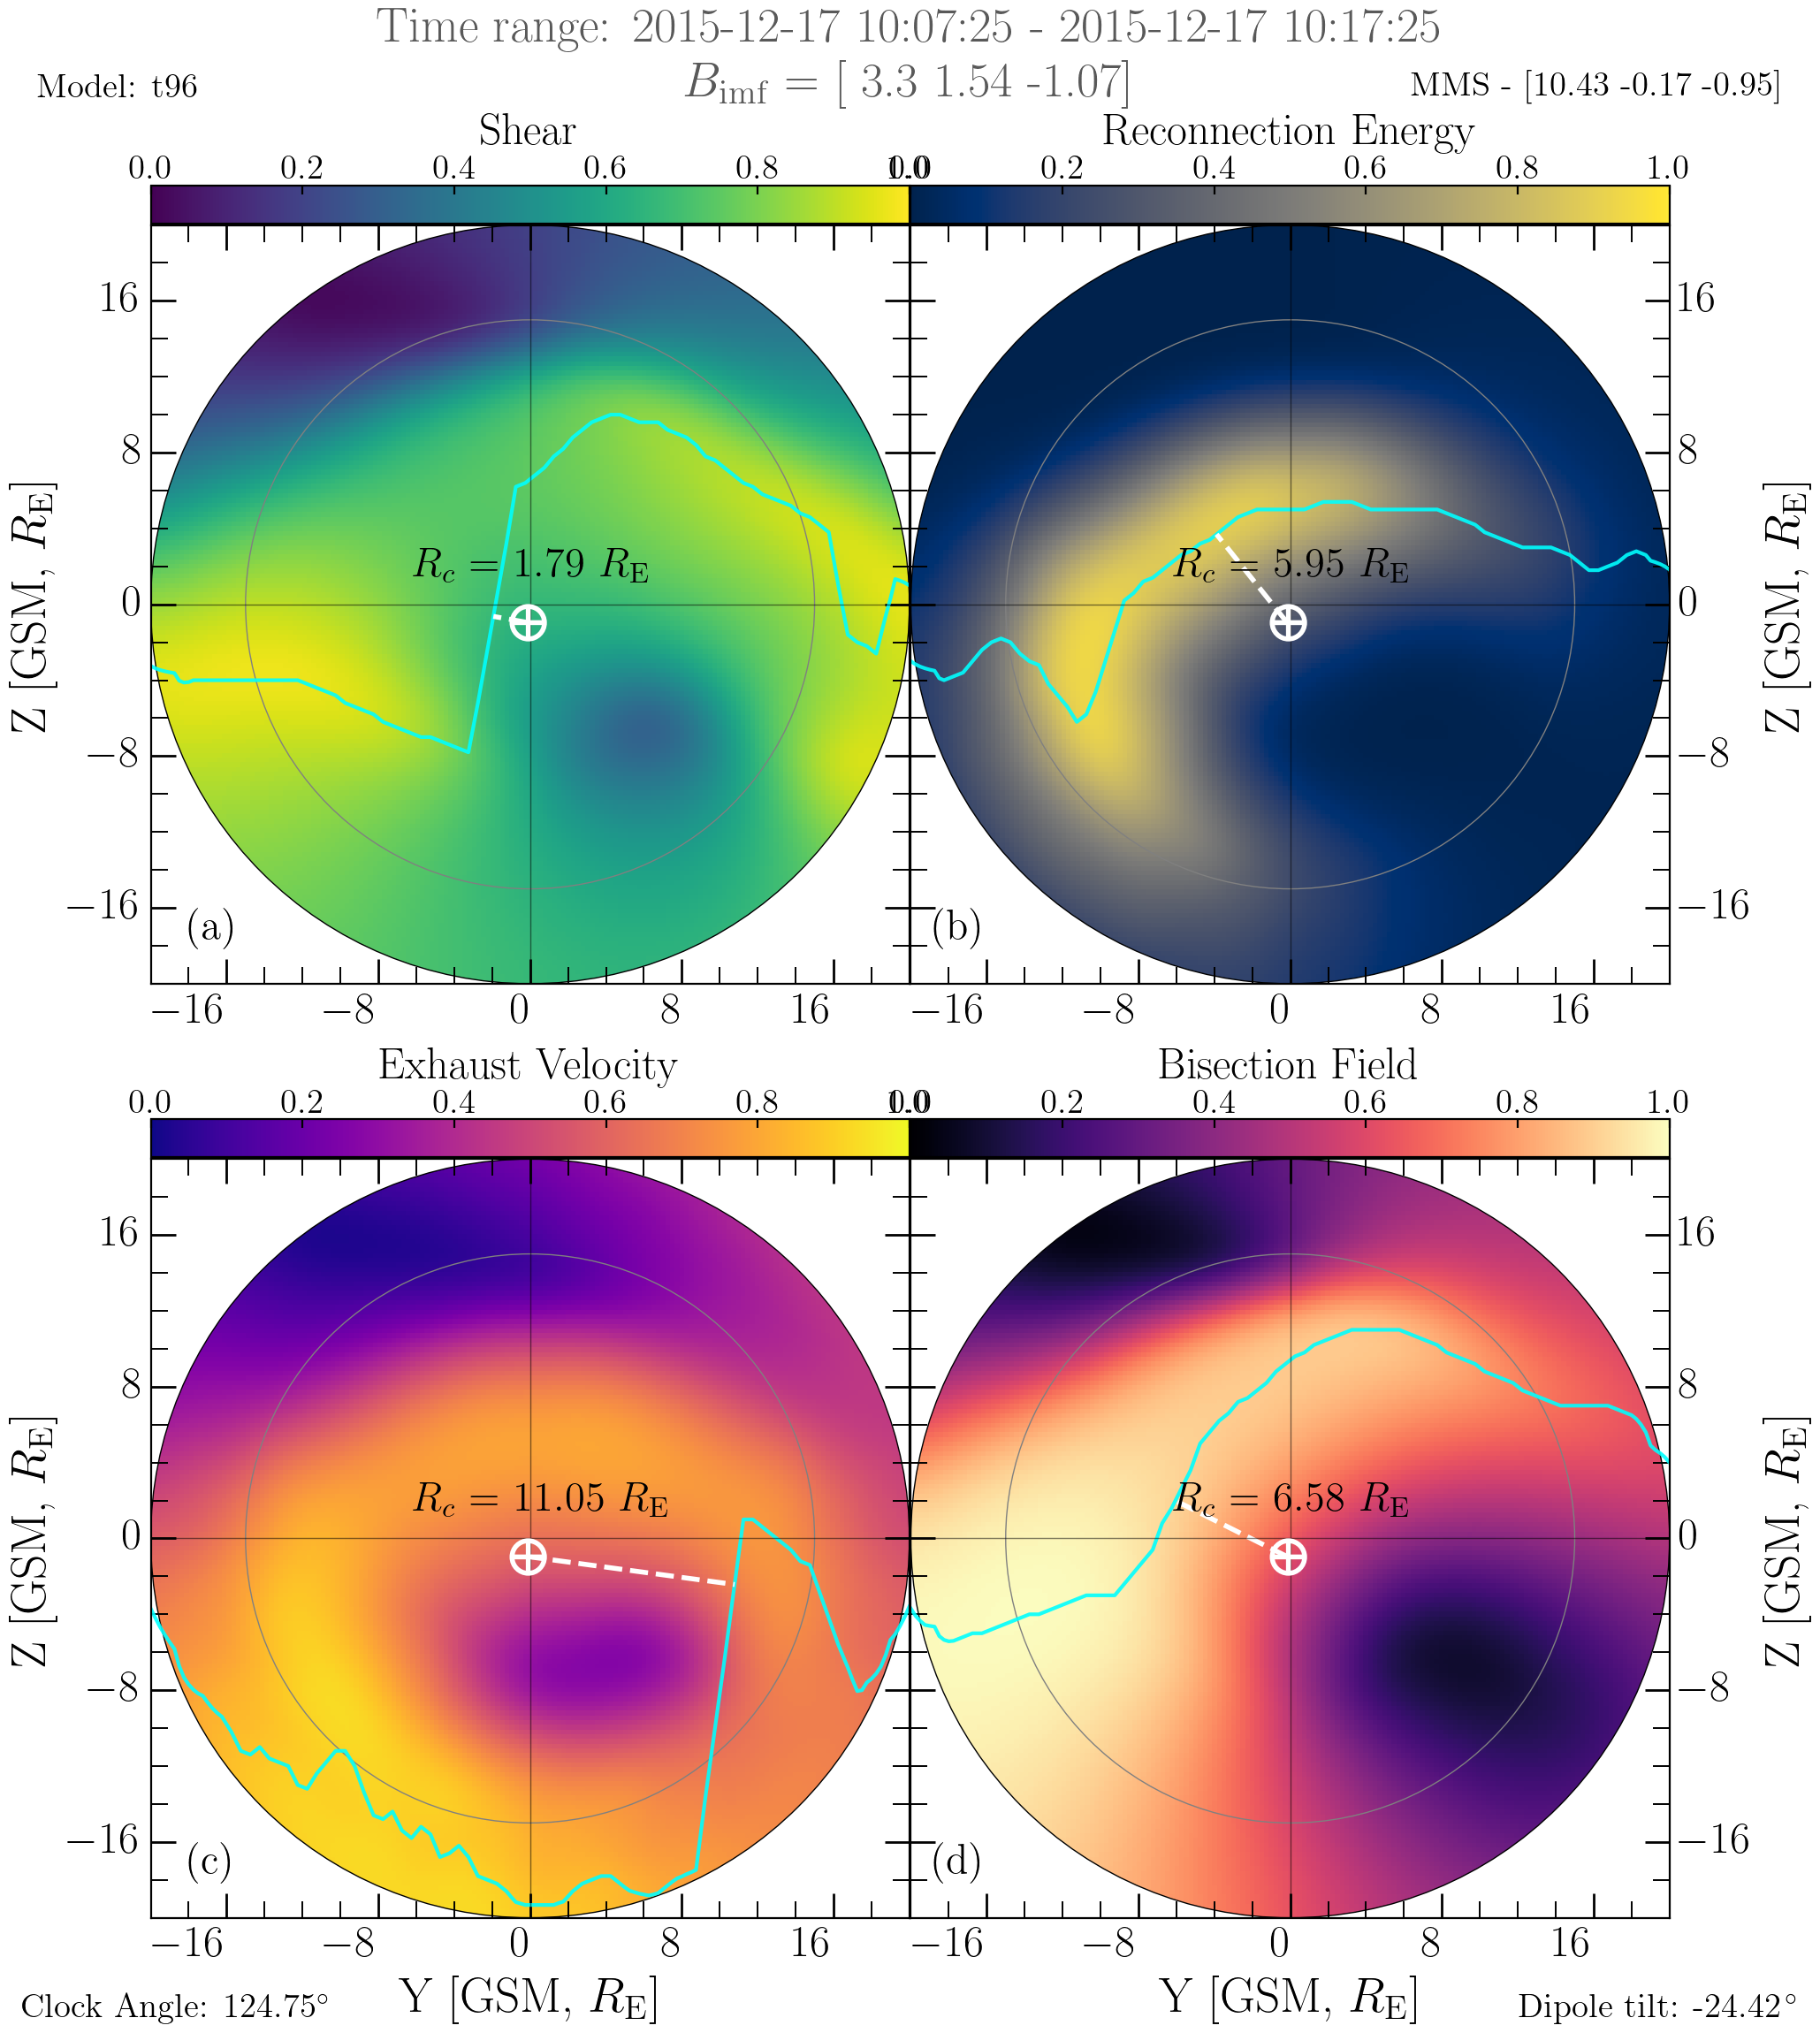 Time range: 2015-12-17 10:07:25 - 2015-12-17 10:17:25
Model: t96
B_imf = [ 3.3 1.54 -1.07]
MMS - [10.43 -0.17 -0.95]
Shear
Reconnection Energy
0.0 0.2 0.4 0.6 0.8 1.0
0.0 0.2 0.4 0.6 0.8 1.0
16
8
0
−8
−16
Z [GSM, R_E]
R_c = 1.79 R_E
(a)
R_c = 5.95 R_E
(b)
16
8
0
−8
−16
Z [GSM, R_E]
−16 −8 0 8 16
−16 −8 0 8 16
Exhaust Velocity
Bisection Field
0.0 0.2 0.4 0.6 0.8 1.0
0.0 0.2 0.4 0.6 0.8 1.0
16
8
0
−8
−16
Z [GSM, R_E]
R_c = 11.05 R_E
(c)
R_c = 6.58 R_E
(d)
16
8
0
−8
−16
Z [GSM, R_E]
−16 −8 0 8 16
−16 −8 0 8 16
Y [GSM, R_E]
Y [GSM, R_E]
Clock Angle: 124.75°
Dipole tilt: -24.42°